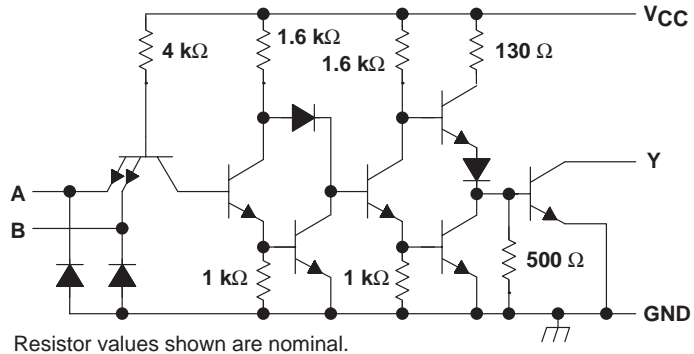 VCC
4 kΩ
1.6 kΩ
1.6 kΩ
130 Ω
A
B
Y
1 kΩ
1 kΩ
500 Ω
GND
Resistor values shown are nominal.